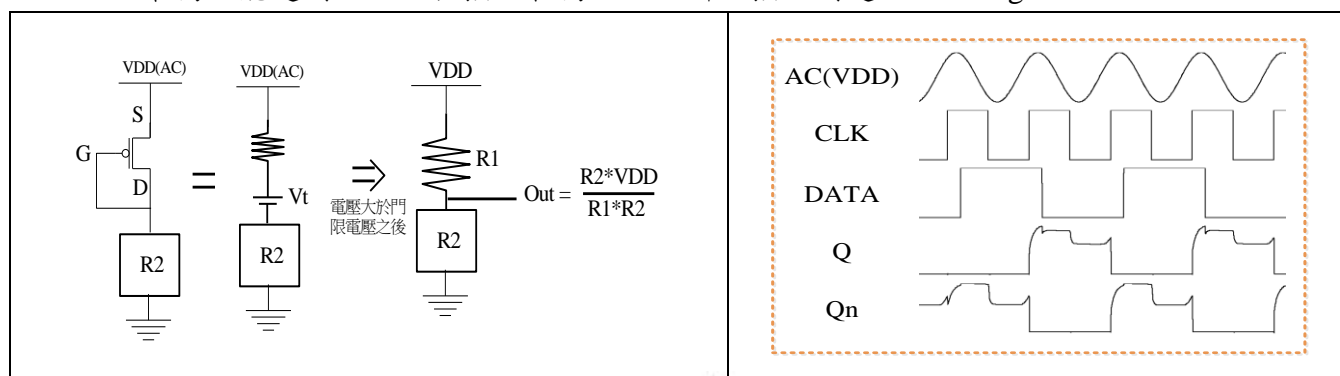 VDD(AC)
S
G
D
R2
=
VDD(AC)
Vt
R2
⇒
電壓大於門
限電壓之後
VDD
R1
Out = R2*VDD
R1*R2
R2
AC(VDD)
CLK
DATA
Q
Qn